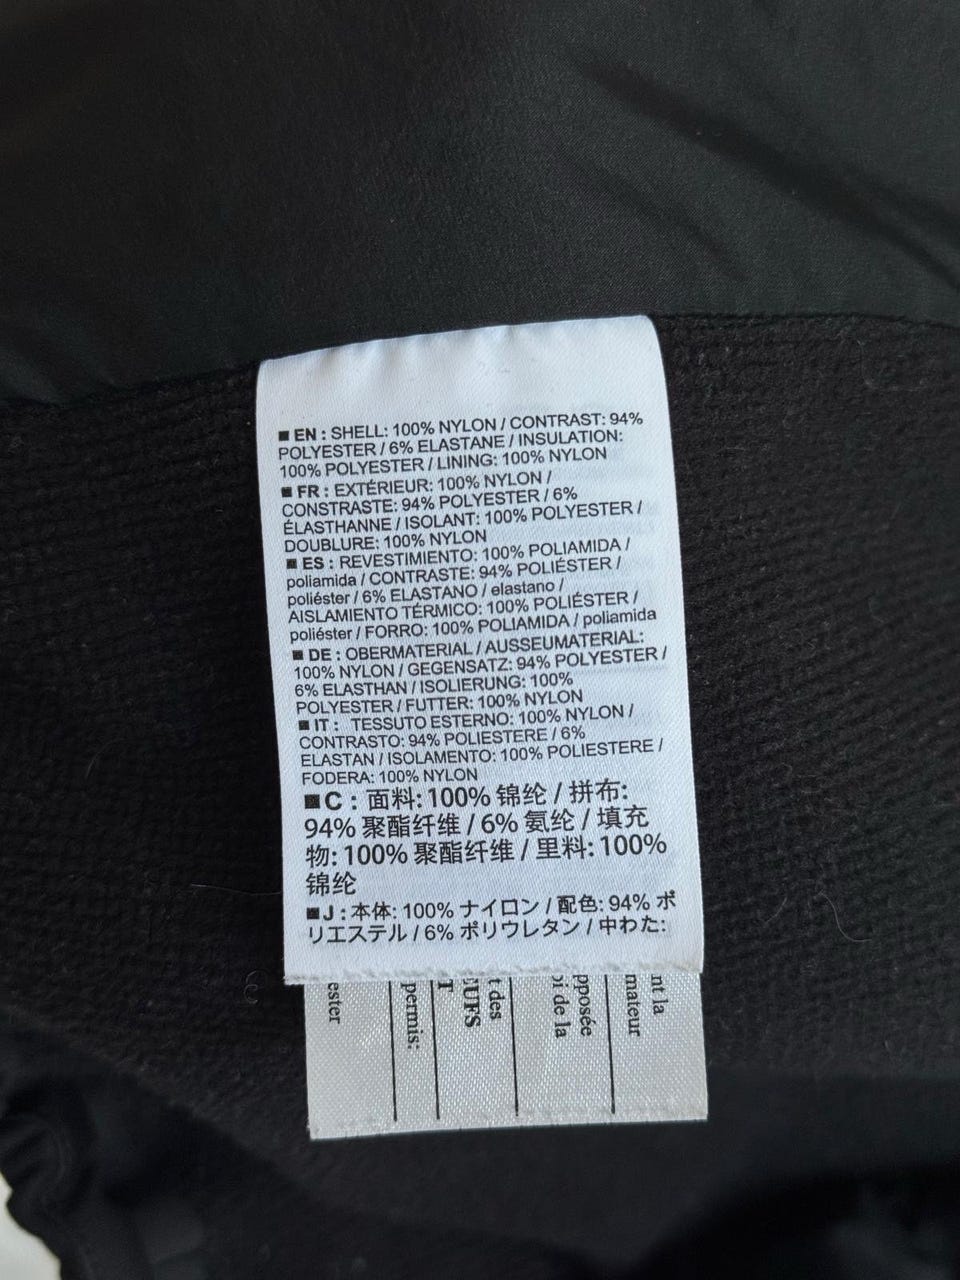 ■ EN : SHELL: 100% NYLON / CONTRAST: 94%
POLYESTER / 6% ELASTANE / INSULATION:
100% POLYESTER / LINING: 100% NYLON
■ FR : EXTÉRIEUR: 100% NYLON /
CONSTRASTE: 94% POLYESTER / 6%
ÉLASTHANNE / ISOLANT: 100% POLYESTER /
DOUBLURE: 100% NYLON
■ ES : REVESTIMIENTO: 100% POLIAMIDA /
poliamida / CONTRASTE: 94% POLIÉSTER /
poliéster / 6% ELASTANO / elastano /
AISLAMIENTO TÉRMICO: 100% POLIÉSTER /
poliéster / FORRO: 100% POLIAMIDA / poliamida
■ DE : OBERMATERIAL / AUSSEUMATERIAL:
100% NYLON / GEGENSATZ: 94% POLYESTER /
6% ELASTHAN / ISOLIERUNG: 100%
POLYESTER / FUTTER: 100% NYLON
■ IT : TESSUTO ESTERNO: 100% NYLON /
CONTRASTO: 94% POLIESTERE / 6%
ELASTAN / ISOLAMENTO: 100% POLIESTERE /
FODERA: 100% NYLON
■ C : 面料: 100% 锦纶 / 拼布:
94% 聚酯纤维 / 6% 氨纶 / 填充
物: 100% 聚酯纤维 / 里料: 100%
锦纶
■ J : 本体: 100% ナイロン / 配色: 94% ポ
リエステル / 6% ポリウレタン / 中わた:
nt la
mateur
pposée
oi de la
t des
EUFS
T
permis:
ester